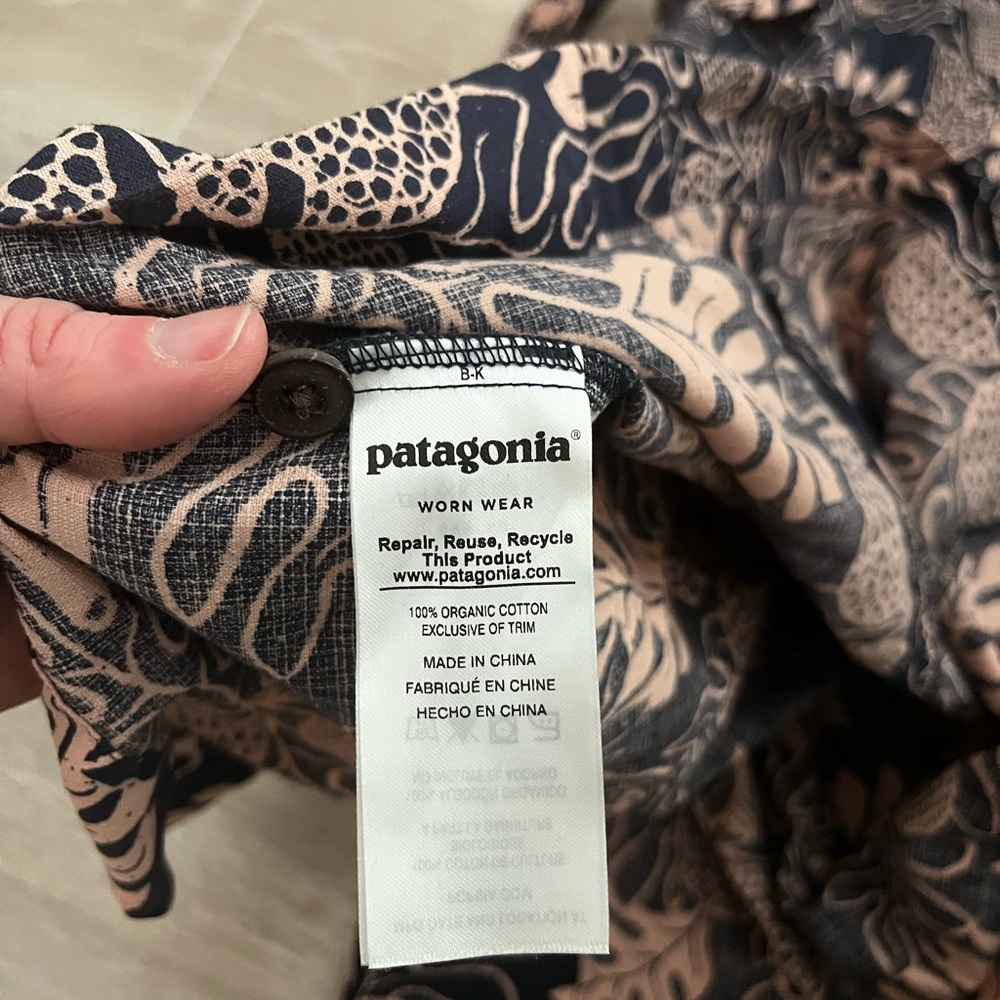 B-K
patagonia®
WORN WEAR
Repair, Reuse, Recycle
This Product
www.patagonia.com
100% ORGANIC COTTON
EXCLUSIVE OF TRIM
MADE IN CHINA
FABRIQUÉ EN CHINE
HECHO EN CHINA